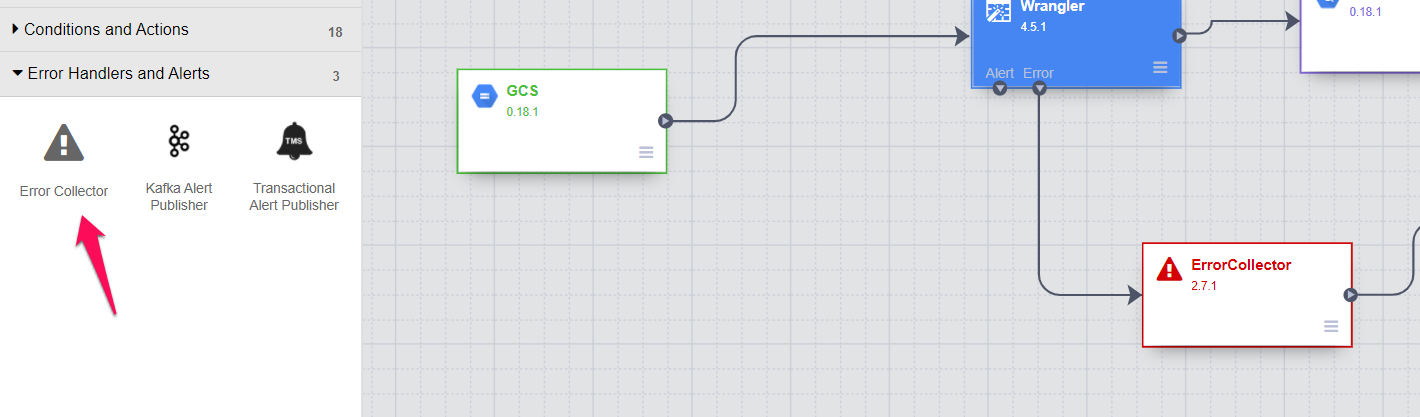 Conditions and Actions 18
Error Handlers and Alerts 3
Error Collector
Kafka Alert
Publisher
TMS
Transactional
Alert Publisher
GCS
0.18.1
Wrangler
4.5.1
Alert Error
0.18.1
ErrorCollector
2.7.1